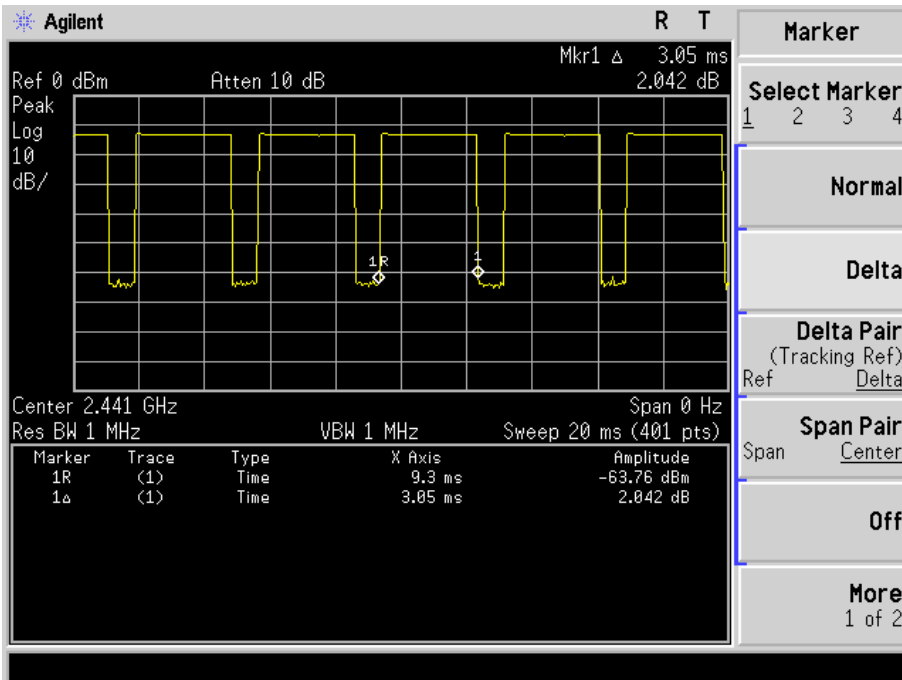 Agilent R T
Mkr1 Δ 3.05 ms
Ref 0 dBm Atten 10 dB 2.042 dB
Peak
Log
10
dB/
1R
1
Center 2.441 GHz Span 0 Hz
Res BW 1 MHz VBW 1 MHz Sweep 20 ms (401 pts)
Marker Trace Type X Axis Amplitude
1R (1) Time 9.3 ms -63.76 dBm
1Δ (1) Time 3.05 ms 2.042 dB
Marker
Select Marker
1 2 3 4
Normal
Delta
Delta Pair
(Tracking Ref)
Ref Delta
Span Pair
Span Center
Off
More
1 of 2